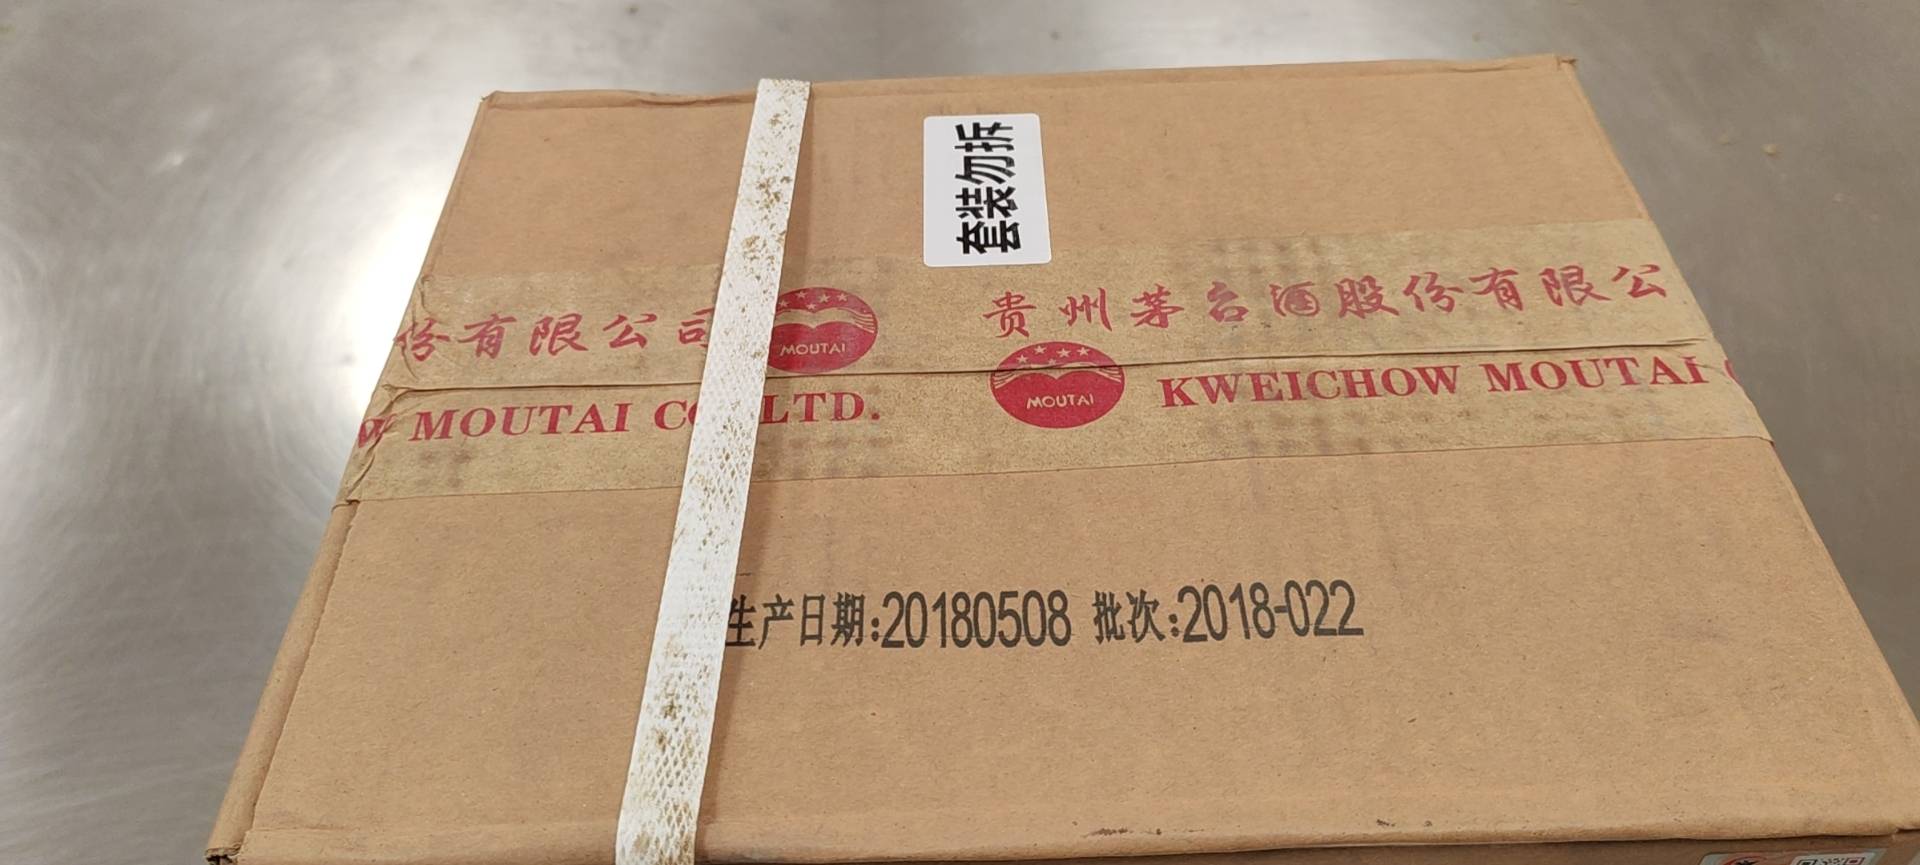 套装勿拆
份有限公司 MOUTAI 贵州茅台酒股份有限公
W MOUTAI CO LTD. MOUTAI KWEICHOW MOUTAI
生产日期:20180508 批次:2018-022